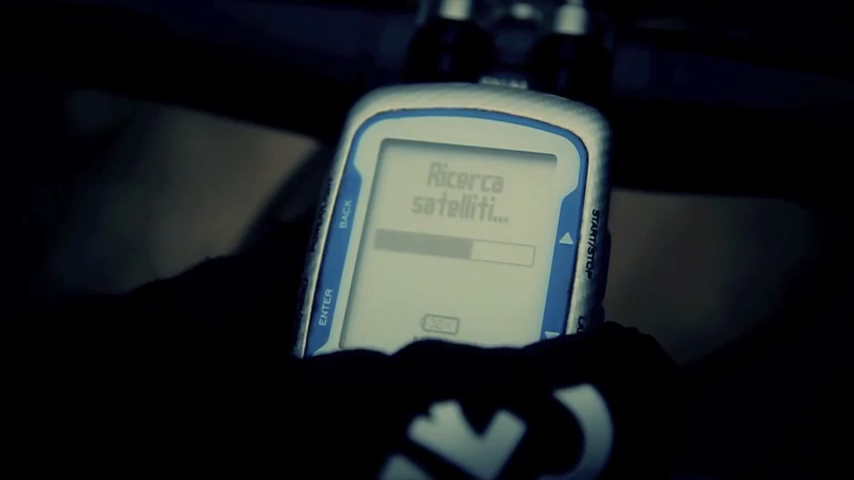 Ricerca
satelliti...
BACK
ENTER
START/STOP